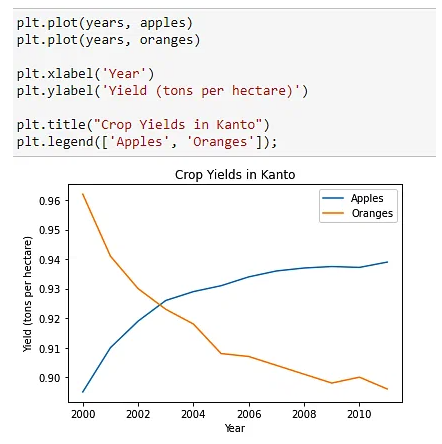 plt.plot(years, apples)
plt.plot(years, oranges)
plt.xlabel('Year')
plt.ylabel('Yield (tons per hectare)')
plt.title("Crop Yields in Kanto")
plt.legend(['Apples', 'Oranges']);
Crop Yields in Kanto
Apples
Oranges
0.96
0.95
0.94
0.93
0.92
0.91
0.90
Yield (tons per hectare)
2000 2002 2004 2006 2008 2010
Year